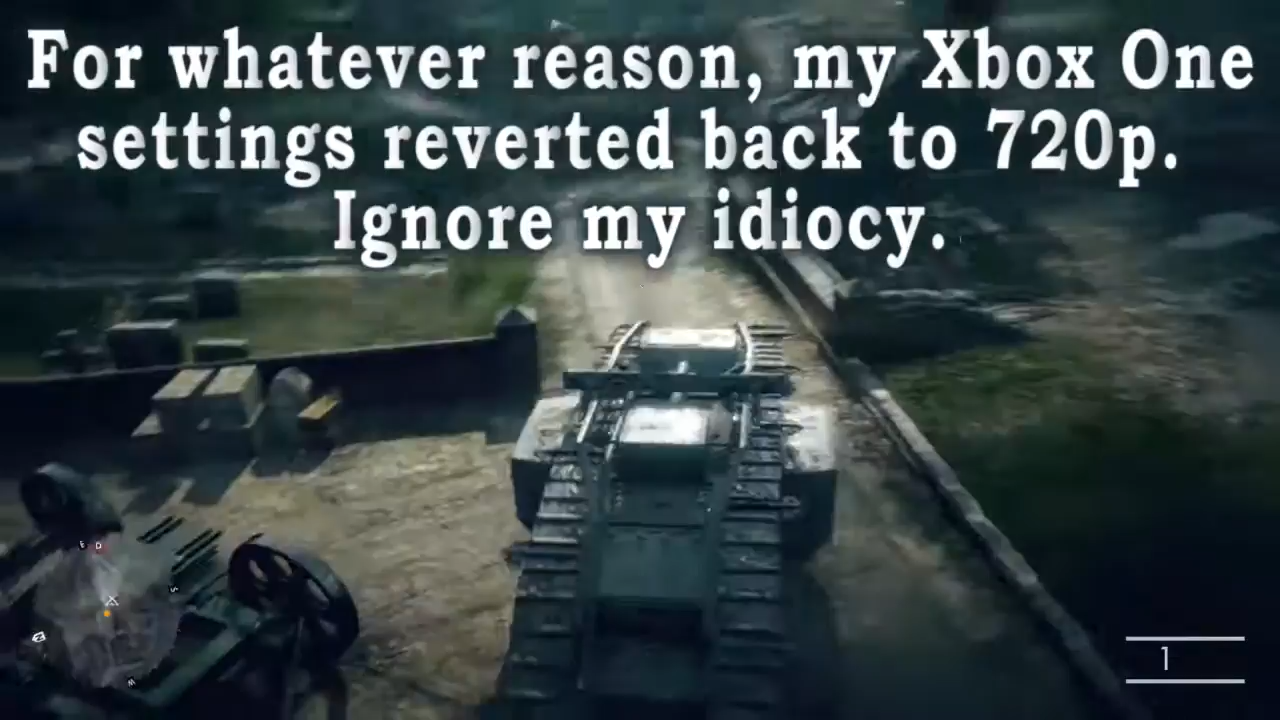 For whatever reason, my Xbox One
settings reverted back to 720p.
Ignore my idiocy.
E D
S
W
1